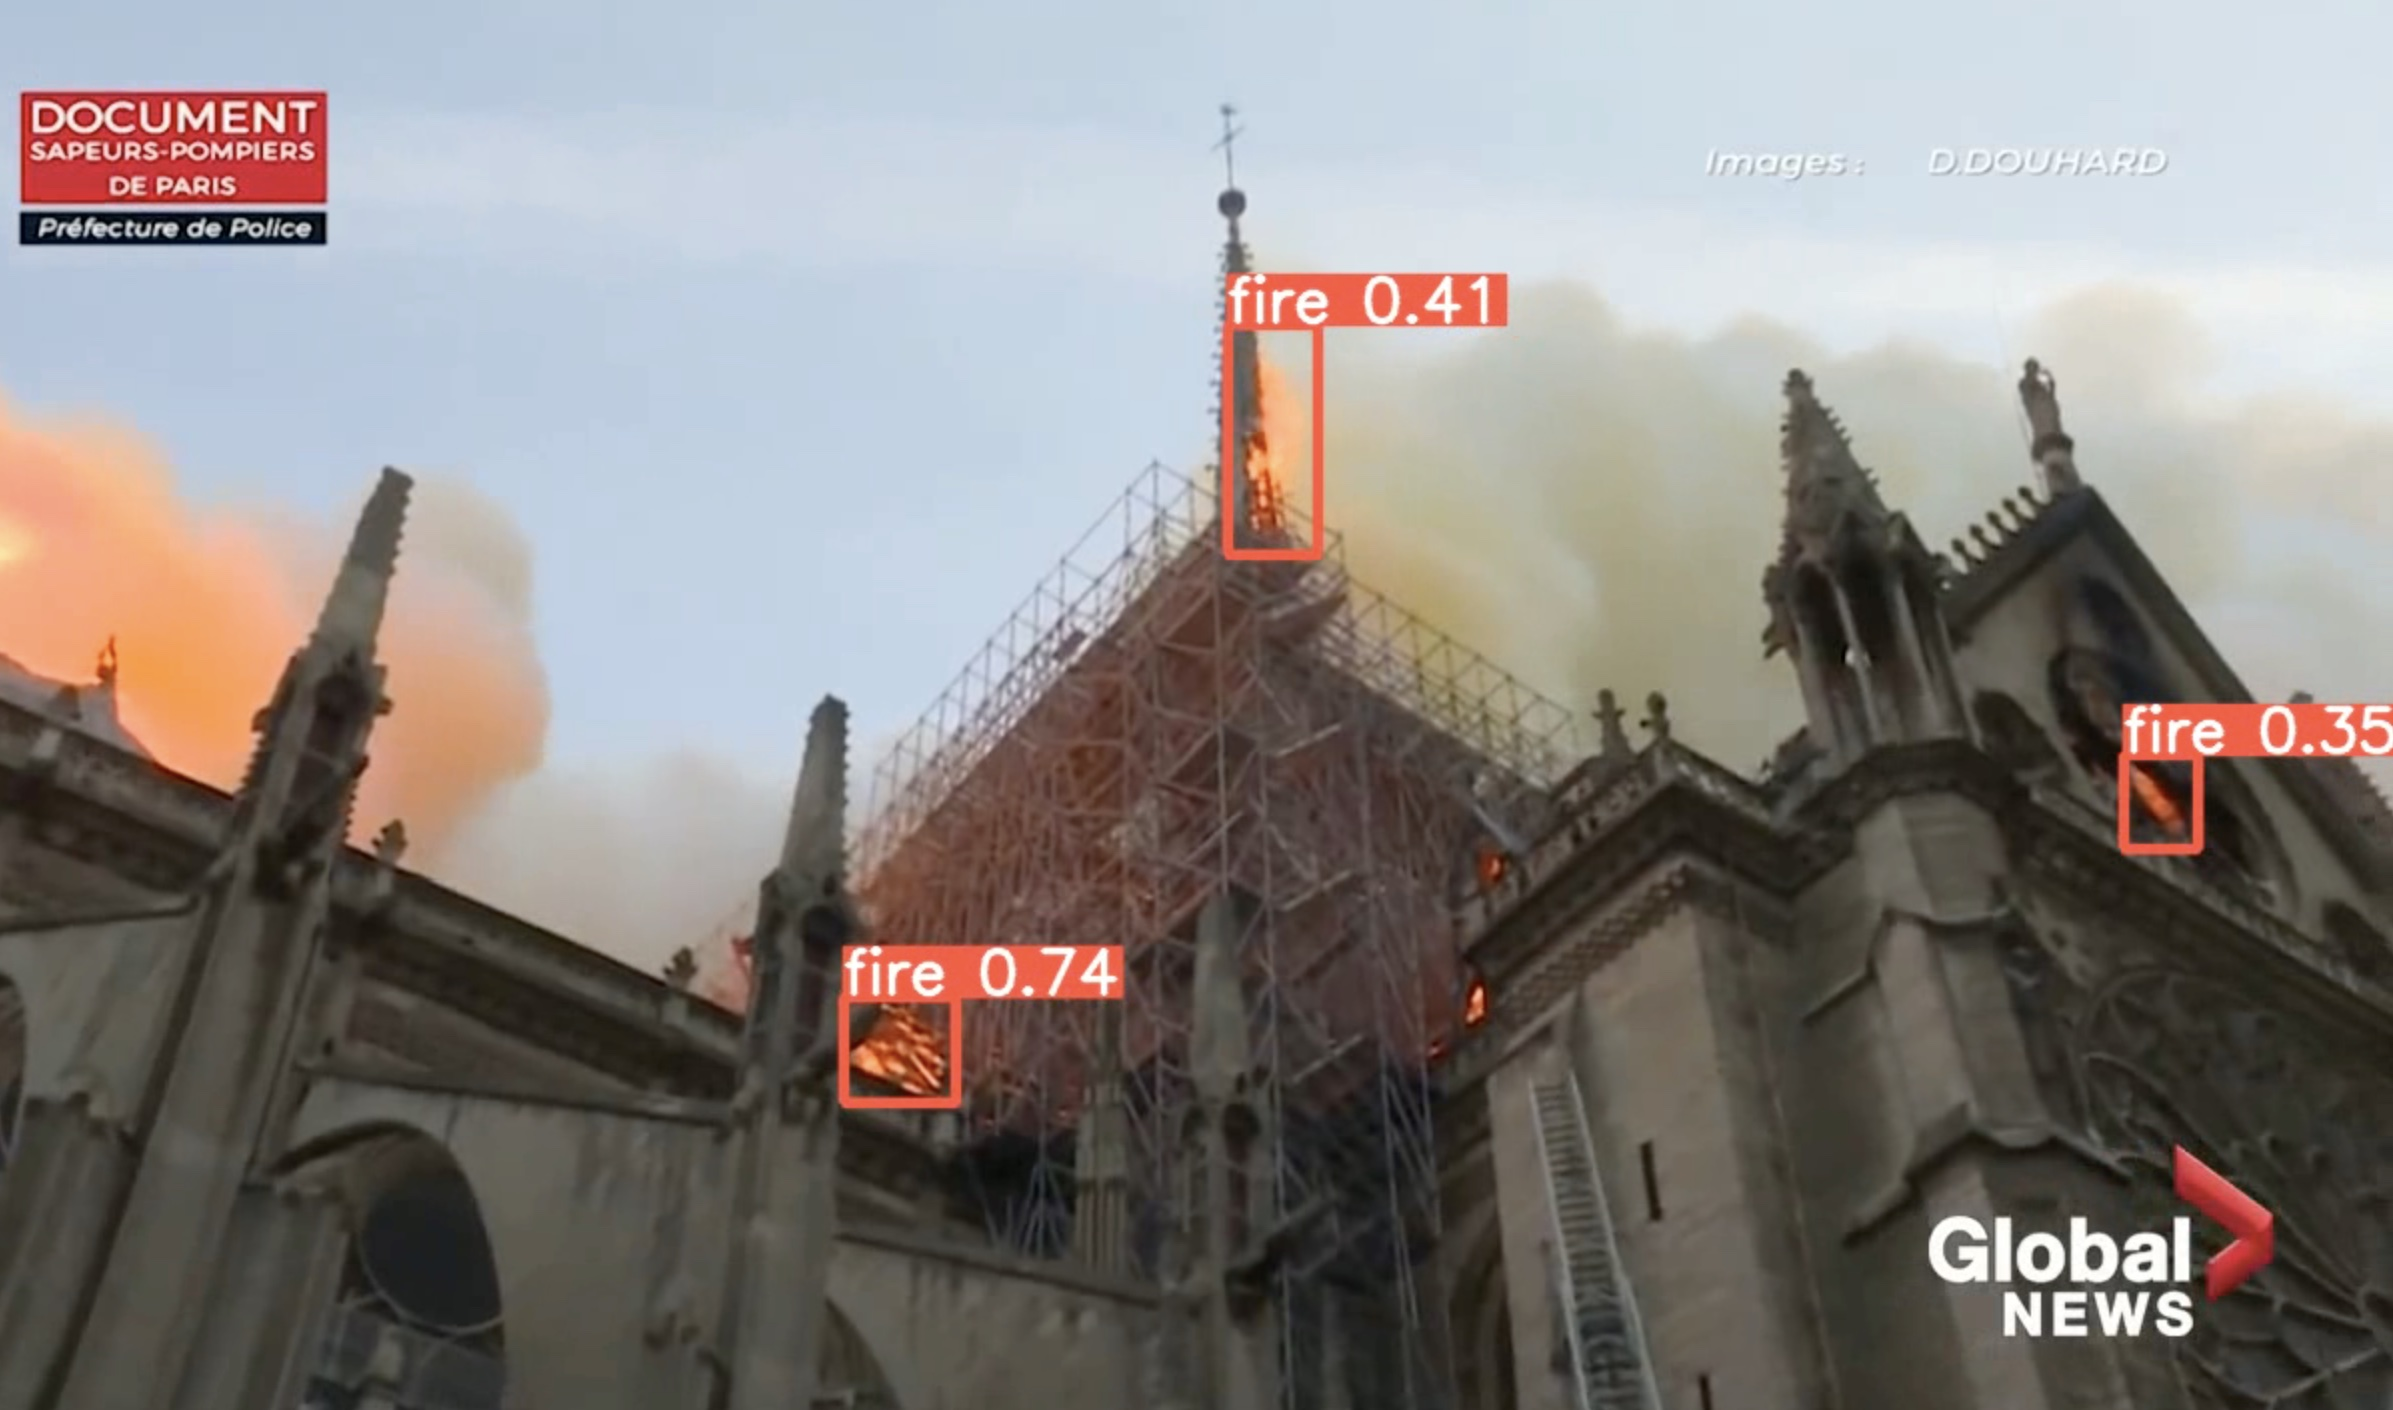 DOCUMENT
SAPEURS-POMPIERS
DE PARIS
Préfecture de Police
Images : D.DOUHARD
fire 0.41
fire 0.35
fire 0.74
Global
NEWS